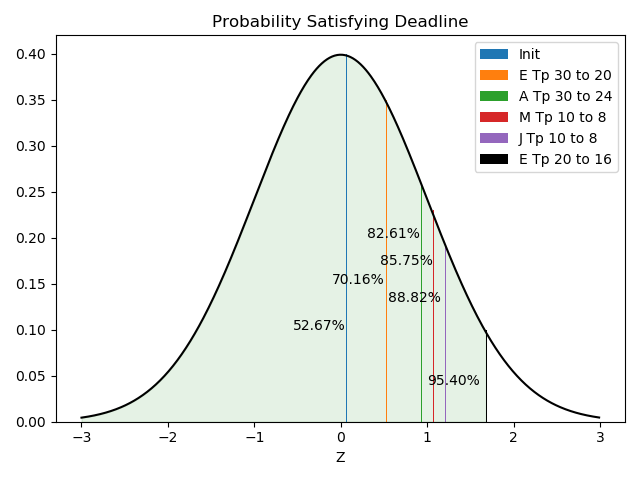 Probability Satisfying Deadline
0.40
0.35
0.30
0.25
0.20
0.15
0.10
0.05
0.00
Init
E Tp 30 to 20
A Tp 30 to 24
M Tp 10 to 8
J Tp 10 to 8
E Tp 20 to 16
82.61%
85.75%
70.16%
88.82%
52.67%
95.40%
−3
−2
−1
0
1
2
3
Z